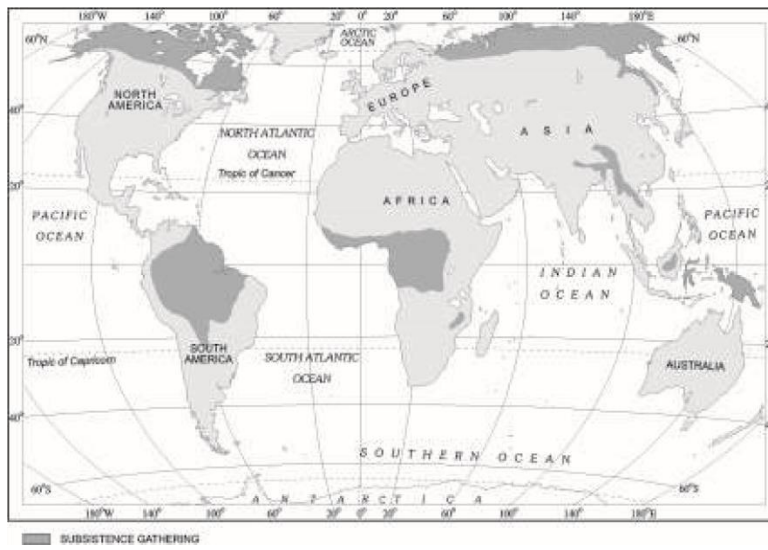 180°W 140° 100° 60° 20° 0° 20° 60° 100° 140° 180°E
ARCTIC
OCEAN
60°N
60°N
NORTH
AMERICA
EUROPE
ASIA
40°
40°
NORTH ATLANTIC
OCEAN
Tropic of Cancer
20°
AFRICA
PACIFIC
OCEAN
PACIFIC
OCEAN
INDIAN
OCEAN
SOUTH
AMERICA
SOUTH ATLANTIC
OCEAN
Tropic of Capricorn
20°
AUSTRALIA
40°
SOUTHERN OCEAN
60°S
60°S
ANTARCTICA
180°W 140° 100° 60° 20° 0° 20° 60° 100° 140° 180°E
SUBSISTENCE GATHERING